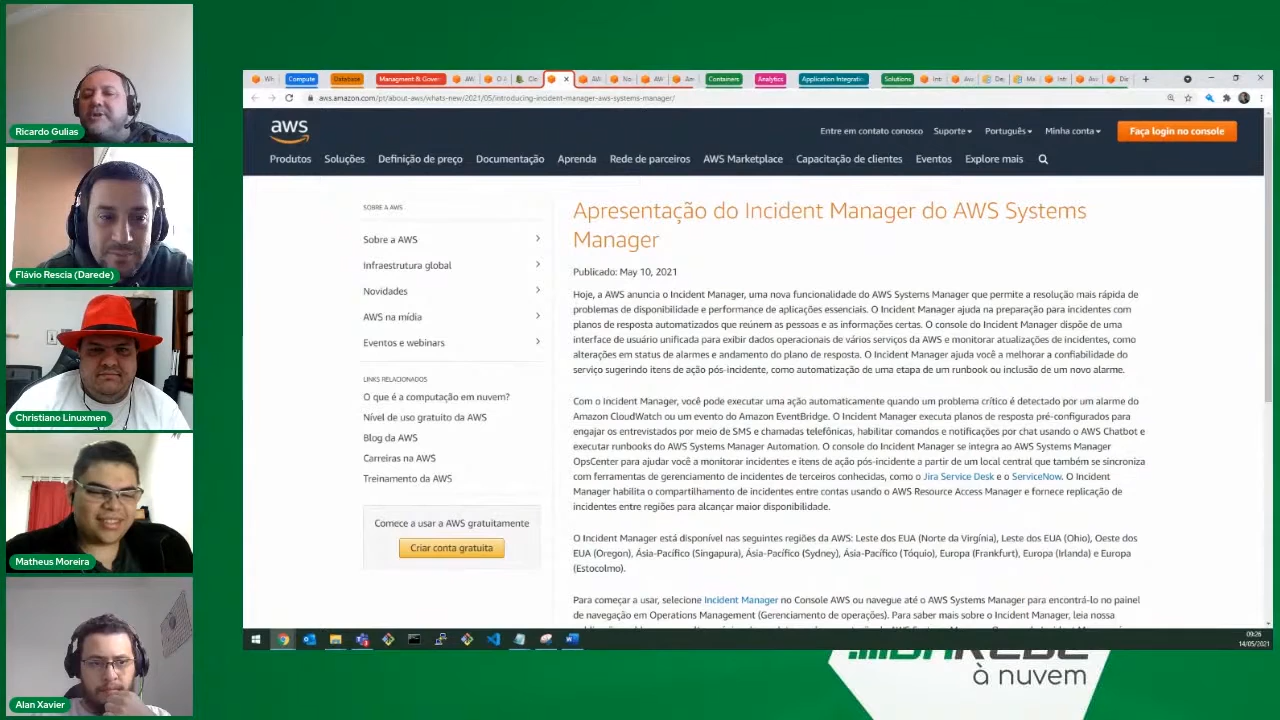 Ricardo Gulias
Flávio Rescia (Darede)
Christiano Linuxmen
Matheus Moreira
Alan Xavier
Compute
Database
Managment & Gover
Containers
Analytics
Application Integratio
Solutions
aws.amazon.com/pt/about-aws/whats-new/2021/05/introducing-incident-manager-aws-systems-manager/
aws
Entre em contato conosco Suporte Português Minha conta Faça login no console
Produtos Soluções Definição de preço Documentação Aprenda Rede de parceiros AWS Marketplace Capacitação de clientes Eventos Explore mais
SOBRE A AWS
Sobre a AWS
Infraestrutura global
Novidades
AWS na mídia
Eventos e webinars
LINKS RELACIONADOS
O que é a computação em nuvem?
Nível de uso gratuito da AWS
Blog da AWS
Carreiras na AWS
Treinamento da AWS
Comece a usar a AWS gratuitamente
Criar conta gratuita
Apresentação do Incident Manager do AWS Systems
Manager
Publicado: May 10, 2021
Hoje, a AWS anuncia o Incident Manager, uma nova funcionalidade do AWS Systems Manager que permite a resolução mais rápida de
problemas de disponibilidade e performance de aplicações essenciais. O Incident Manager ajuda na preparação para incidentes com
planos de resposta automatizados que reúnem as pessoas e as informações certas. O console do Incident Manager dispõe de uma
interface de usuário unificada para exibir dados operacionais de vários serviços da AWS e monitorar atualizações de incidentes, como
alterações em status de alarmes e andamento do plano de resposta. O Incident Manager ajuda você a melhorar a confiabilidade do
serviço sugerindo itens de ação pós-incidente, como automatização de uma etapa de um runbook ou inclusão de um novo alarme.
Com o Incident Manager, você pode executar uma ação automaticamente quando um problema crítico é detectado por um alarme do
Amazon CloudWatch ou um evento do Amazon EventBridge. O Incident Manager executa planos de resposta pré-configurados para
engajar os entrevistados por meio de SMS e chamadas telefônicas, habilitar comandos e notificações por chat usando o AWS Chatbot e
executar runbooks do AWS Systems Manager Automation. O console do Incident Manager se integra ao AWS Systems Manager
OpsCenter para ajudar você a monitorar incidentes e itens de ação pós-incidente a partir de um local central que também se sincroniza
com ferramentas de gerenciamento de incidentes de terceiros conhecidas, como o Jira Service Desk e o ServiceNow. O Incident
Manager habilita o compartilhamento de incidentes entre contas usando o AWS Resource Access Manager e fornece replicação de
incidentes entre regiões para alcançar maior disponibilidade.
O Incident Manager está disponível nas seguintes regiões da AWS: Leste dos EUA (Norte da Virgínia), Leste dos EUA (Ohio), Oeste dos
EUA (Oregon), Ásia-Pacífico (Singapura), Ásia-Pacífico (Sydney), Ásia-Pacífico (Tóquio), Europa (Frankfurt), Europa (Irlanda) e Europa
(Estocolmo).
Para começar a usar, selecione Incident Manager no Console AWS ou navegue até o AWS Systems Manager para encontrá-lo no painel
de navegação em Operations Management (Gerenciamento de operações). Para saber mais sobre o Incident Manager, leia nossa
09:26
14/05/2021
à nuvem